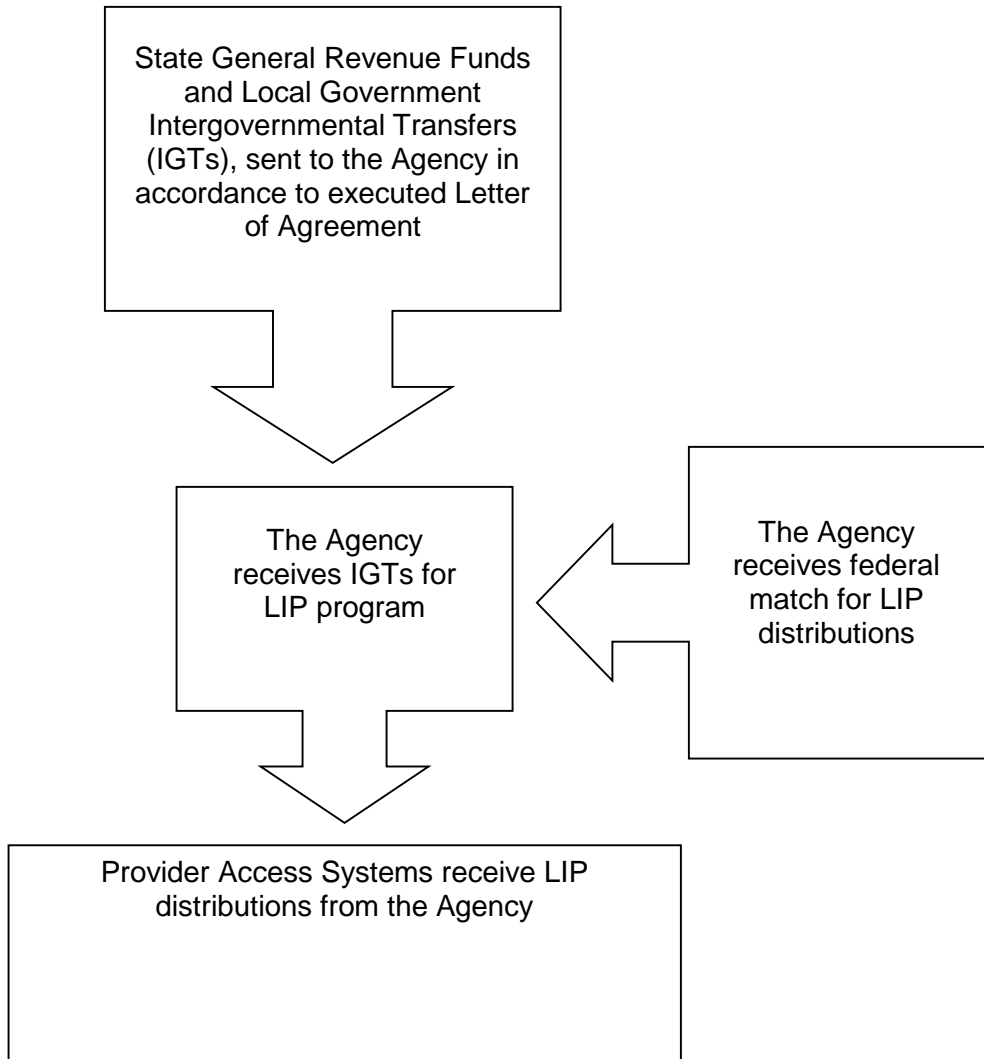 State General Revenue Funds
and Local Government
Intergovernmental Transfers
(IGTs), sent to the Agency in
accordance to executed Letter
of Agreement
The Agency
receives IGTs for
LIP program
The Agency
receives federal
match for LIP
distributions
Provider Access Systems receive LIP
distributions from the Agency